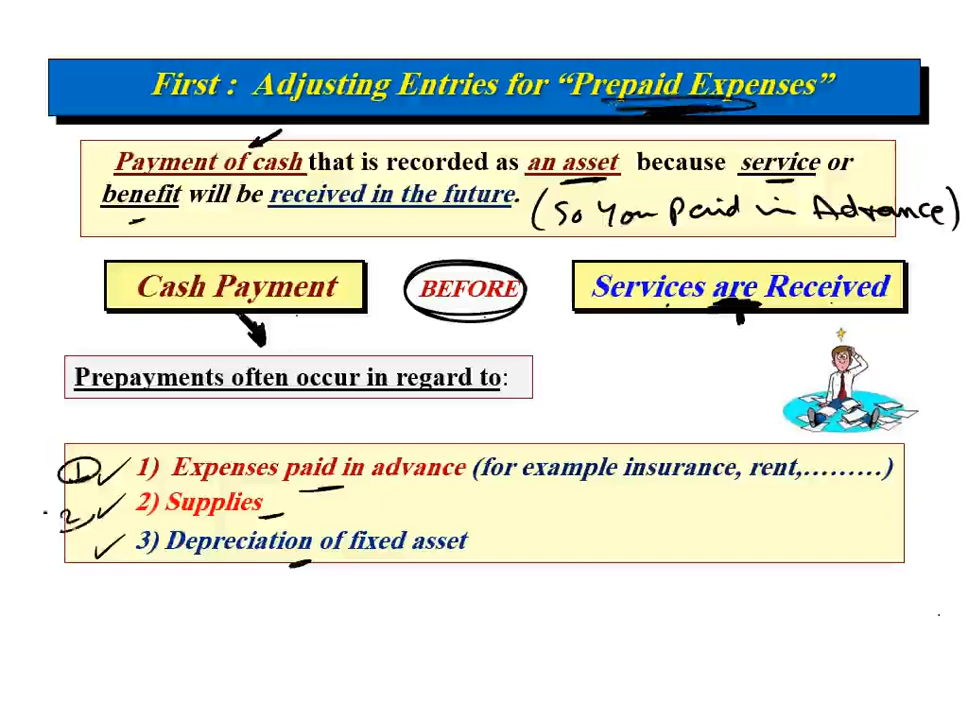 First : Adjusting Entries for “Prepaid Expenses”
Payment of cash that is recorded as an asset because service or
benefit will be received in the future.
(So You Paid in Advance)
Cash Payment BEFORE Services are Received
Prepayments often occur in regard to:
① 1) Expenses paid in advance (for example insurance, rent,………)
2 2) Supplies
3) Depreciation of fixed asset